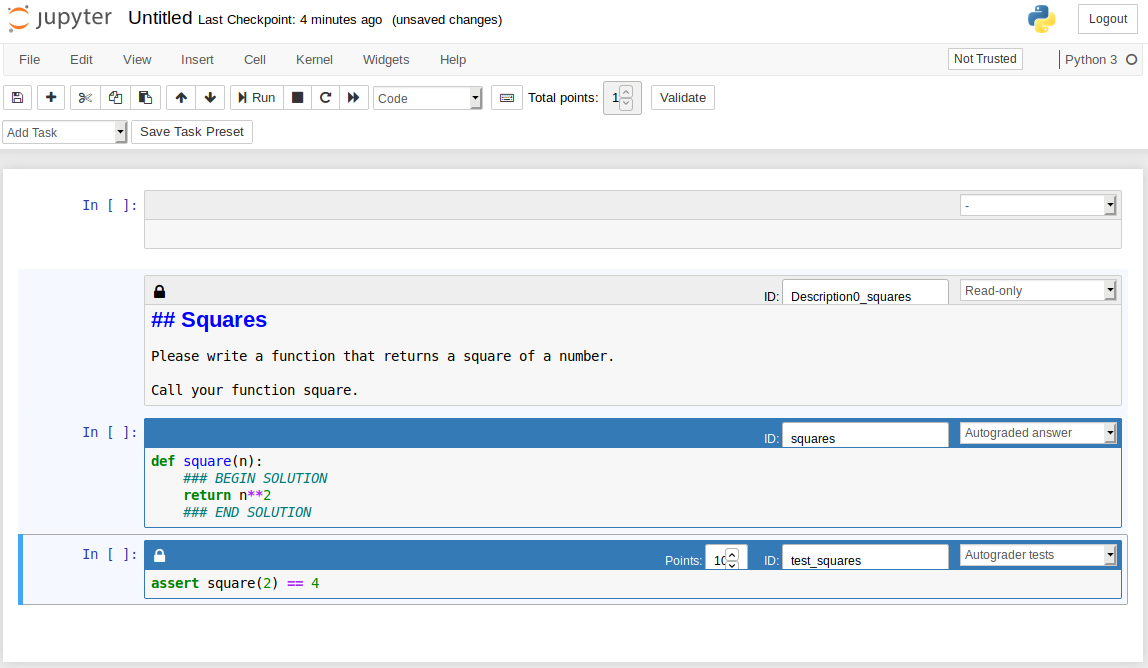 jupyter Untitled Last Checkpoint: 4 minutes ago (unsaved changes) Logout
File Edit View Insert Cell Kernel Widgets Help Not Trusted Python 3
Run Code Total points: 1 Validate
Add Task Save Task Preset
In [ ]: -
ID: Description0_squares Read-only
## Squares
Please write a function that returns a square of a number.
Call your function square.
In [ ]: ID: squares Autograded answer
def square(n):
### BEGIN SOLUTION
return n**2
### END SOLUTION
In [ ]: Points: 10 ID: test_squares Autograder tests
assert square(2) == 4